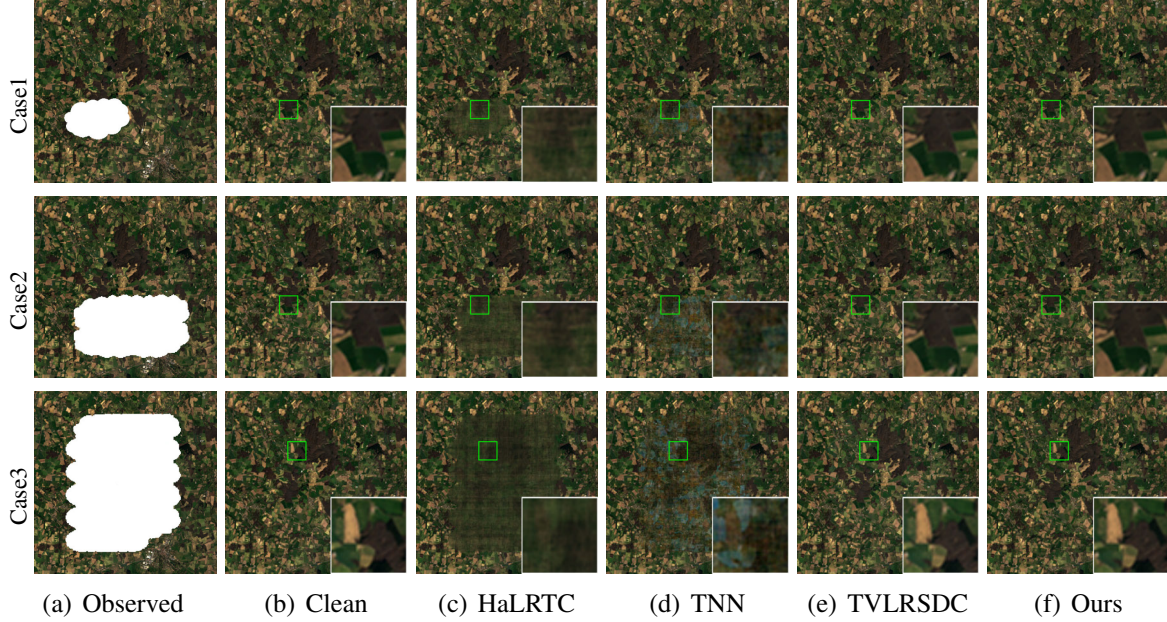 Case1
Case2
Case3
(a) Observed
(b) Clean
(c) HaLRTC
(d) TNN
(e) TVLRSDC
(f) Ours